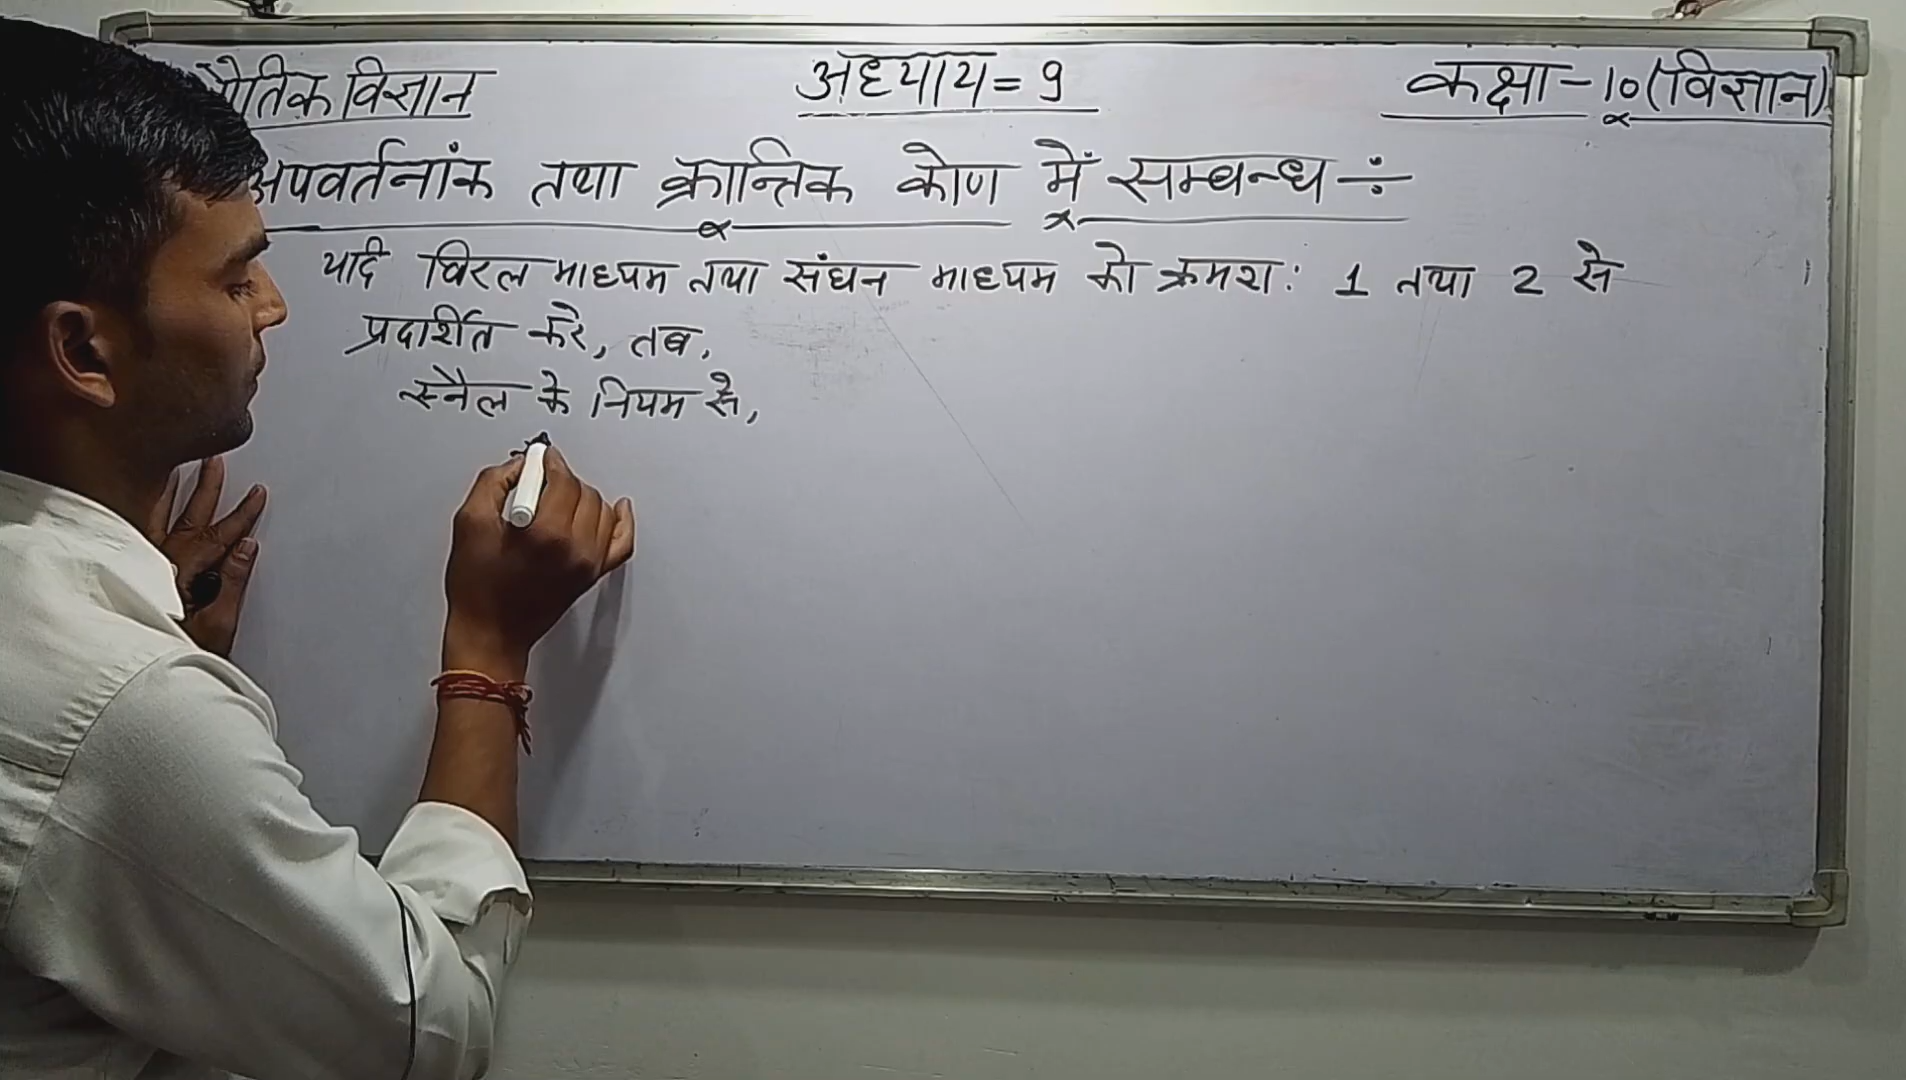 भौतिक विज्ञान अध्याय = 9 कक्षा - 10 (विज्ञान)
अपवर्तनांक तथा क्रान्तिक कोण में सम्बन्ध ÷
यदि विरल माध्यम तथा संघन माध्यम को क्रमशः 1 तथा 2 से
प्रदर्शित करे, तब,
स्नैल के नियम से,